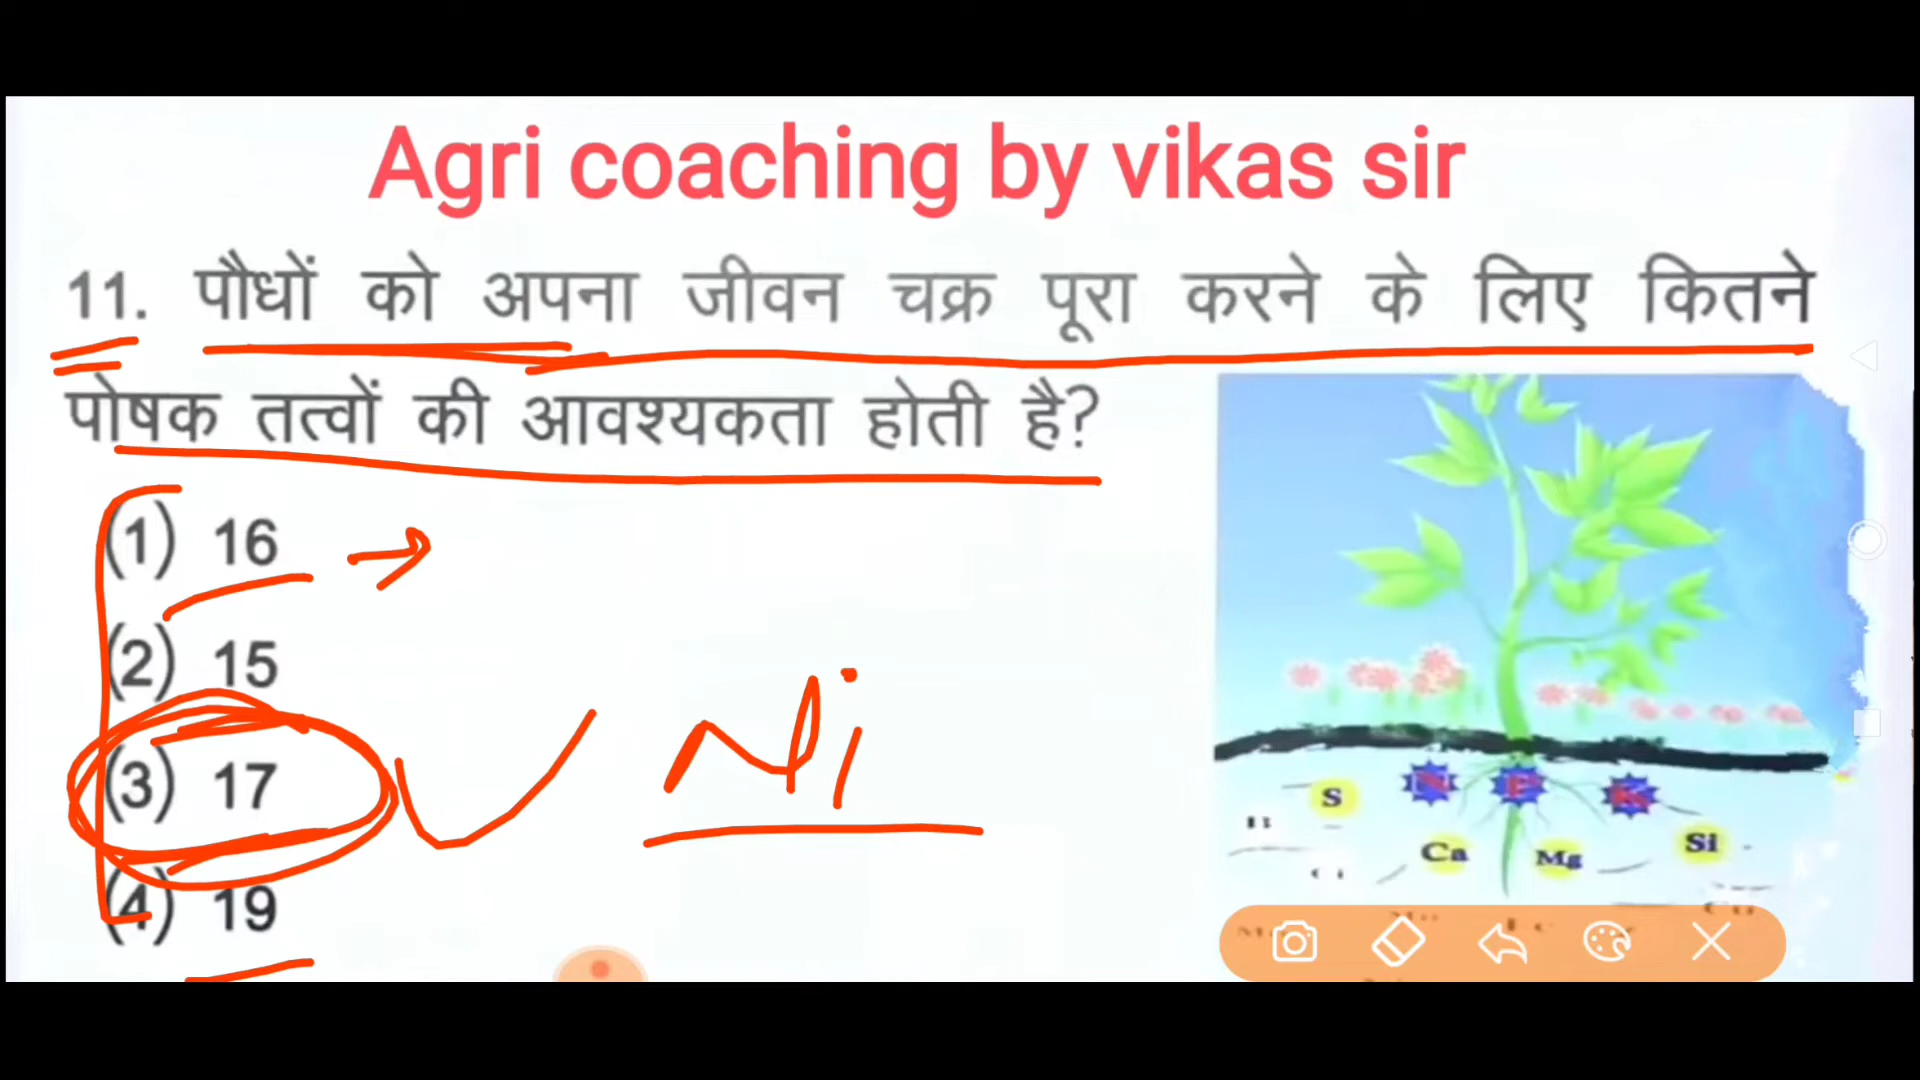 Agri coaching by vikas sir
11. पौधों को अपना जीवन चक्र पूरा करने के लिए कितने
पोषक तत्वों की आवश्यकता होती है?
(1) 16
(2) 15
(3) 17
Ni
(4) 19
S
Ca
Mg
Si